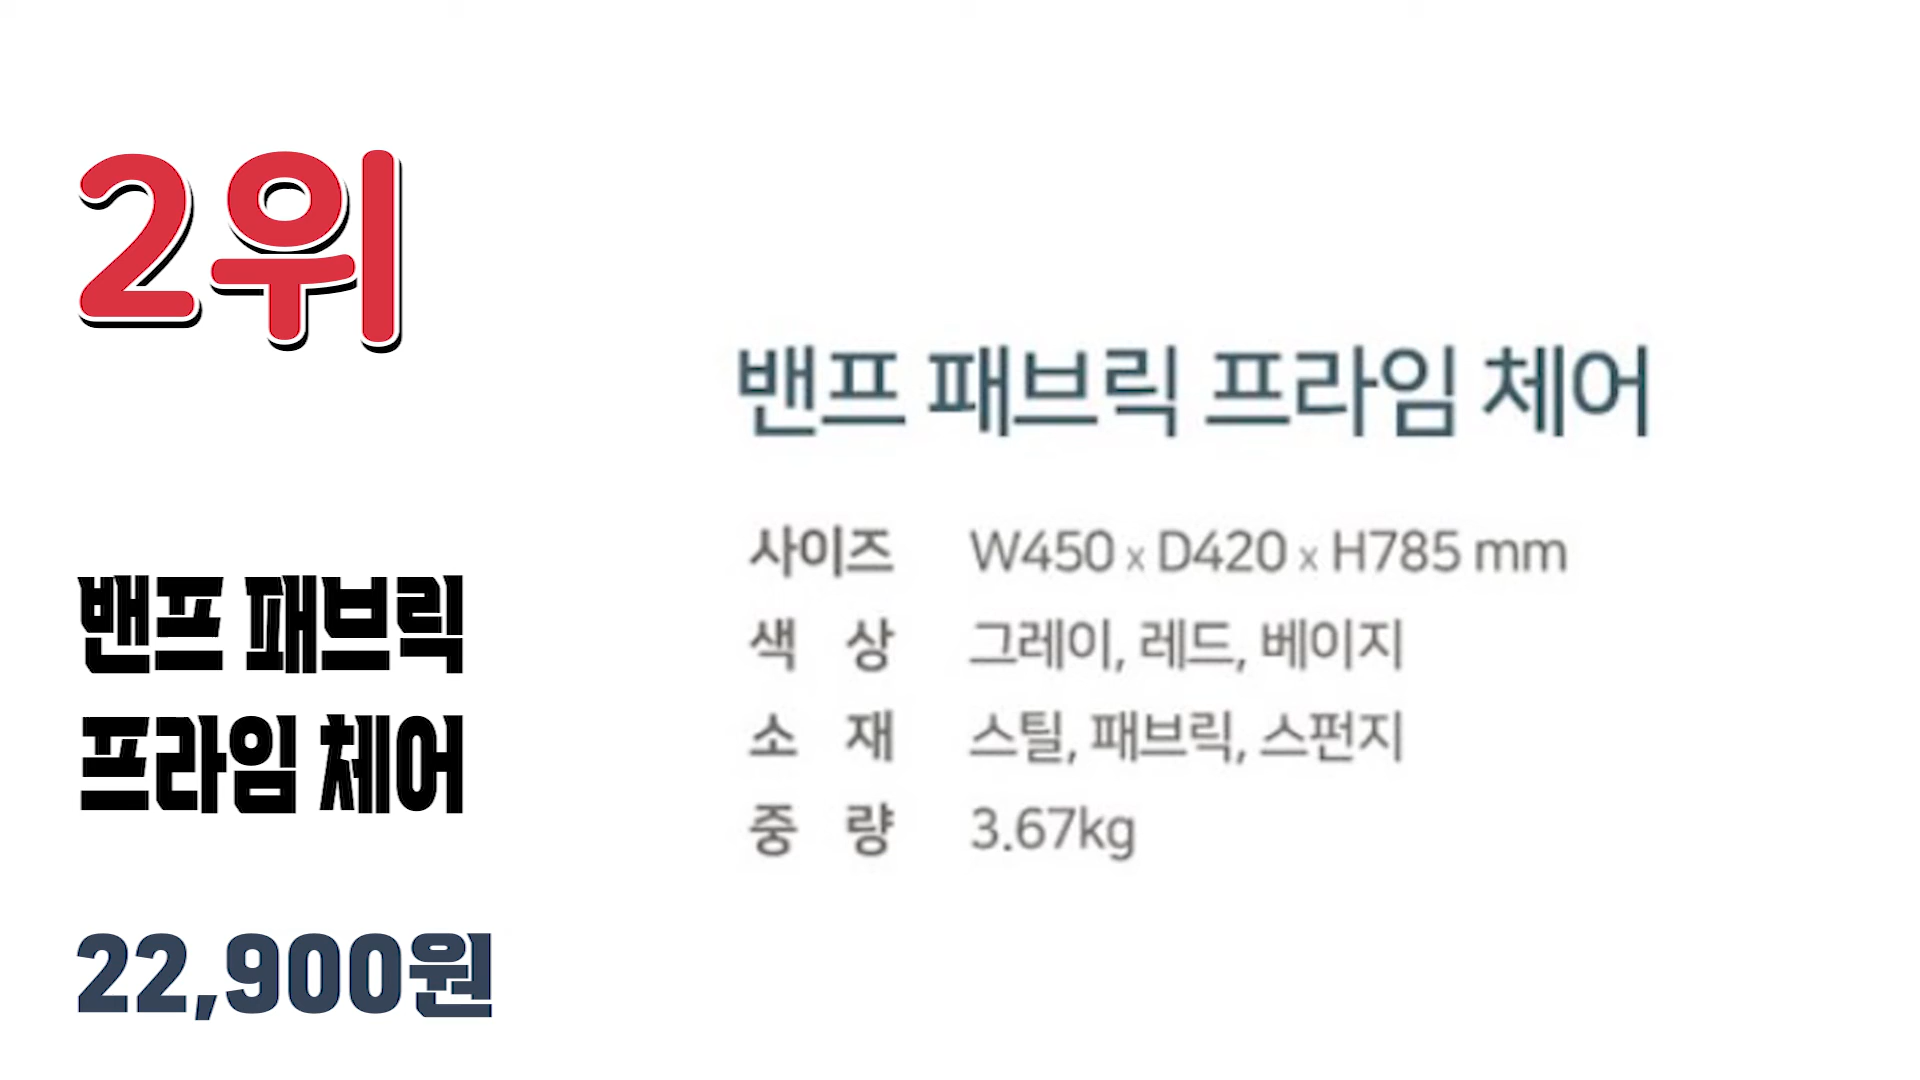 2위
밴프 패브릭
프라임 체어
22,900원
밴프 패브릭 프라임 체어
사이즈 W450 x D420 x H785 mm
색 상 그레이, 레드, 베이지
소 재 스틸, 패브릭, 스펀지
중 량 3.67kg